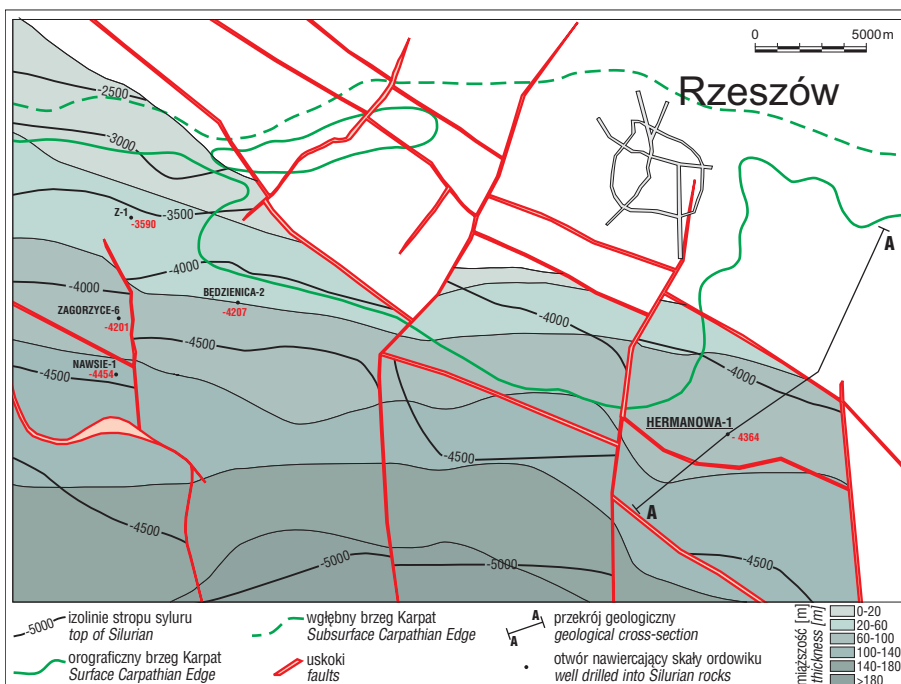 0 5000 m
Rzeszów
-2500
-3000
Z-1
-3590
-3500
A
-4000
-4000
BĘDZIENICA-2
-4207
ZAGORZYCE-6
-4201
-4000
-4500
NAWSIE-1
-4454
-4500
-4000
HERMANOWA-1
- 4364
-4500
-4500
A
-5000
-5000
-4500
-5000
izolinie stropu syluru
top of Silurian
orograficzny brzeg Karpat
Surface Carpathian Edge
wgłębny brzeg Karpat
Subsurface Carpathian Edge
uskoki
faults
A
A
przekrój geologiczny
geological cross-section
otwór nawiercający skały ordowiku
well drilled into Silurian rocks
miąższość [m]
thickness [m]
0-20
20-60
60-100
100-140
140-180
>180